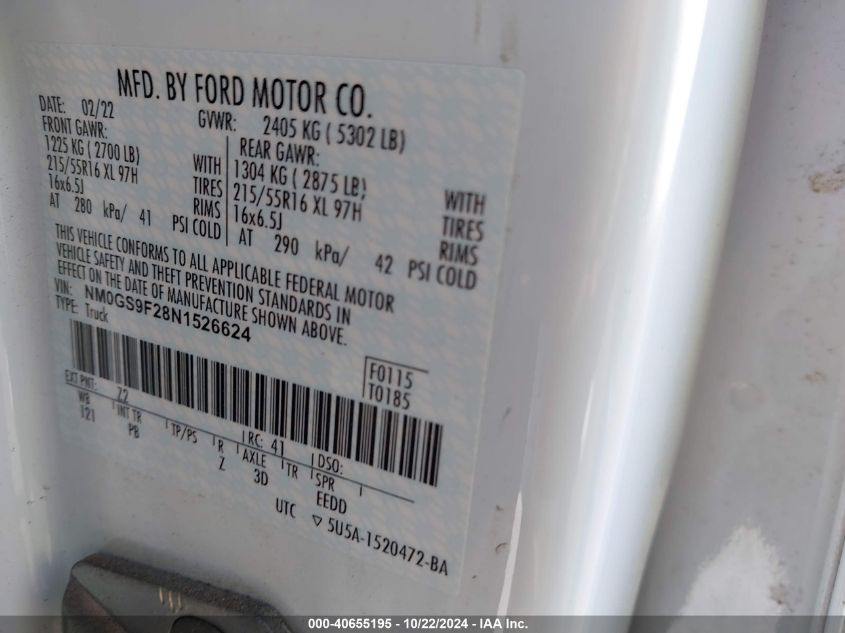 MFD. BY FORD MOTOR CO.
DATE: 02/22 GVWR: 2405 KG ( 5302 LB)
FRONT GAWR: REAR GAWR:
1225 KG ( 2700 LB) WITH 1304 KG ( 2875 LB) WITH
215/55R16 XL 97H TIRES 215/55R16 XL 97H TIRES
16x6.5J RIMS 16x6.5J RIMS
AT 280 kPa/ 41 PSI COLD AT 290 kPa/ 42 PSI COLD
THIS VEHICLE CONFORMS TO ALL APPLICABLE FEDERAL MOTOR
VEHICLE SAFETY AND THEFT PREVENTION STANDARDS IN
EFFECT ON THE DATE OF MANUFACTURE SHOWN ABOVE.
VIN: NM0GS9F28N1526624
TYPE: Truck
F0115
T0185
EXT PNT: Z2 RC: 41 DSO:
WB INT TR TP/PS R AXLE TR SPR
121 PB Z 3D EEDD
UTC ▽ 5U5A-1520472-BA
000-40655195 - 10/22/2024 - IAA Inc.